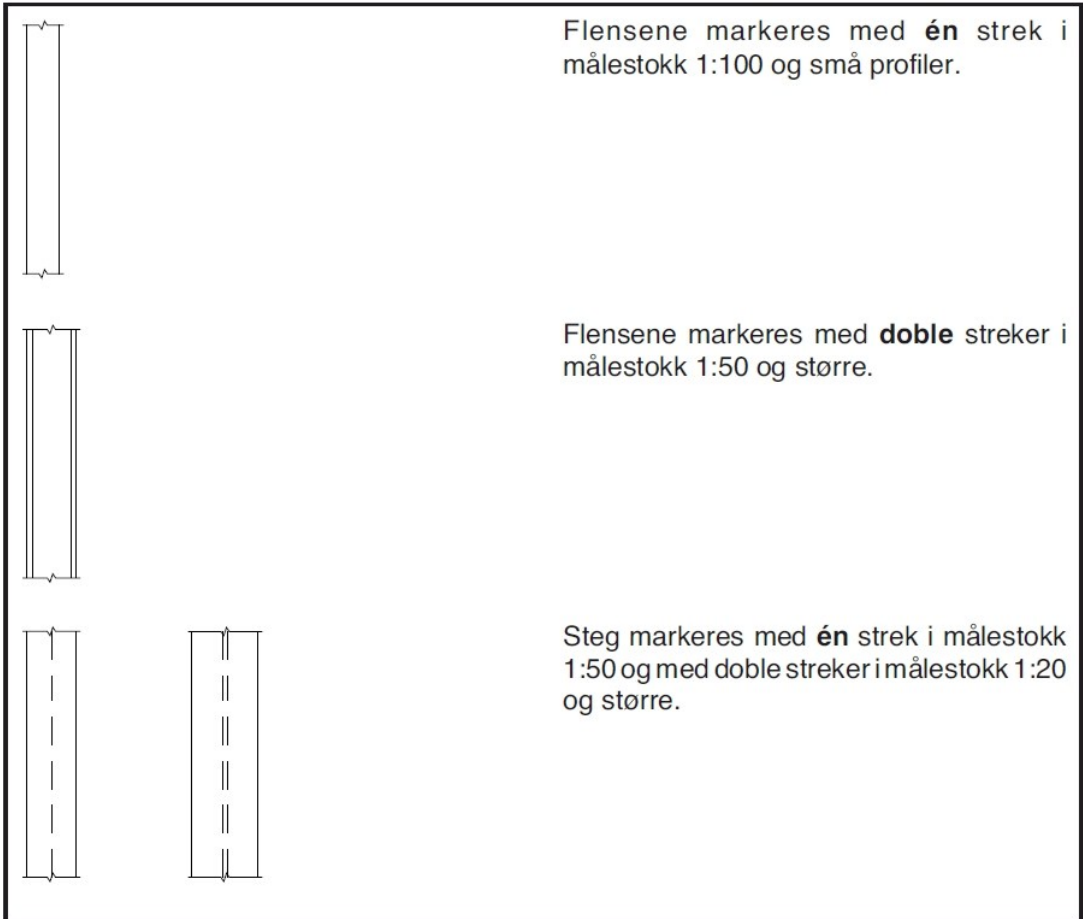 Flensene markeres med én strek i
målestokk 1:100 og små profiler.
Flensene markeres med doble streker i
målestokk 1:50 og større.
Steg markeres med én strek i målestokk
1:50 og med doble streker i målestokk 1:20
og større.